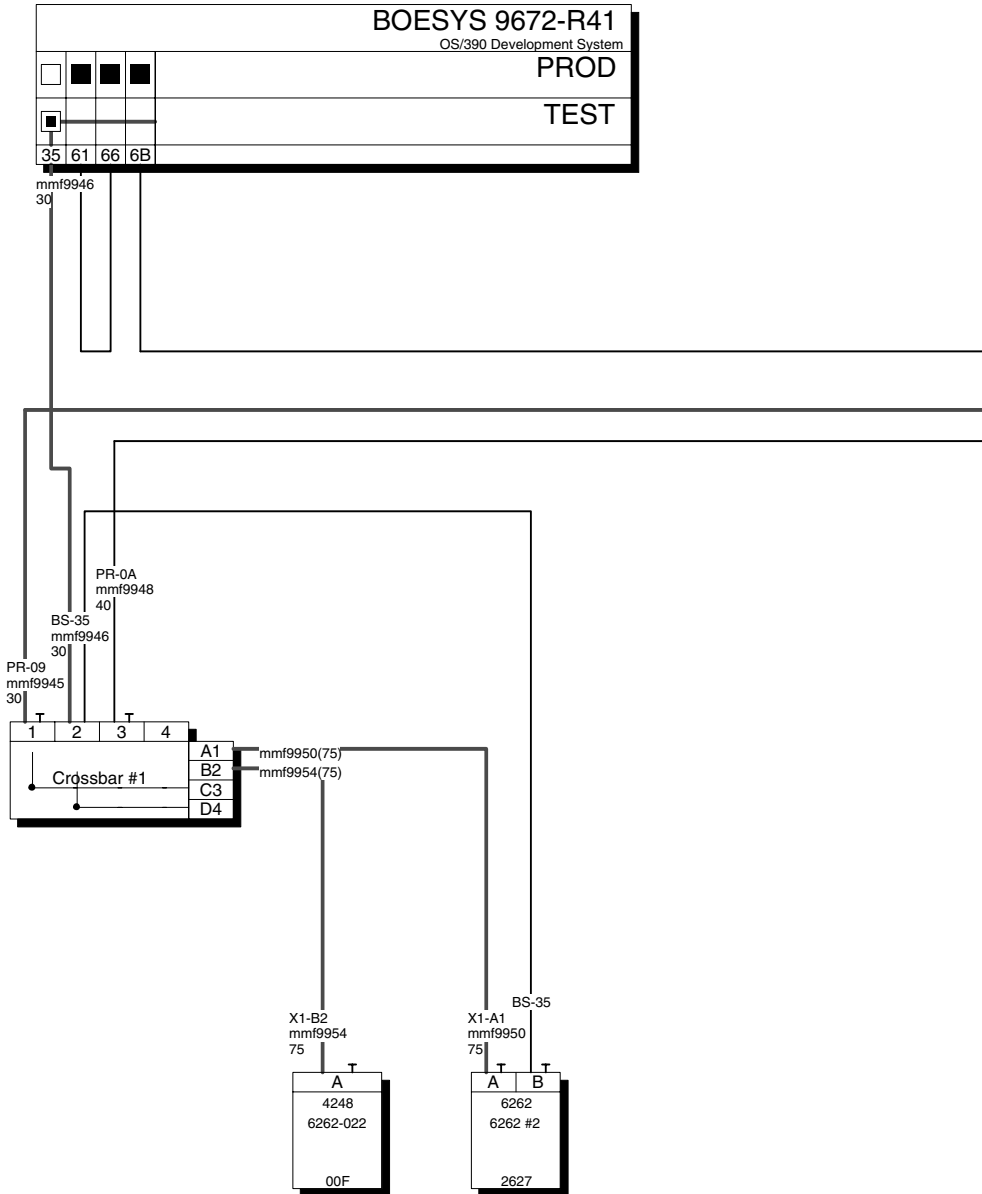 BOESYS 9672-R41
OS/390 Development System
PROD
TEST
35 61 66 6B
mmf9946
30
PR-0A
mmf9948
40
BS-35
mmf9946
30
PR-09
mmf9945
30
1 2 3 4
Crossbar #1
A1
B2
C3
D4
mmf9950(75)
mmf9954(75)
X1-B2
mmf9954
75
BS-35
X1-A1
mmf9950
75
A
4248
6262-022
00F
A B
6262
6262 #2
2627